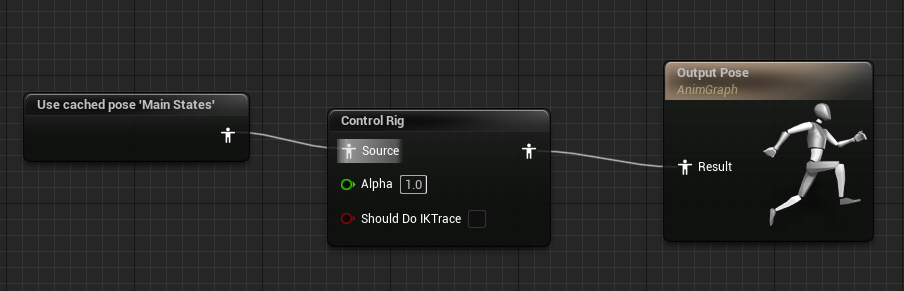 Use cached pose 'Main States'
Control Rig
Source
Alpha 1.0
Should Do IKTrace
Output Pose
AnimGraph
Result